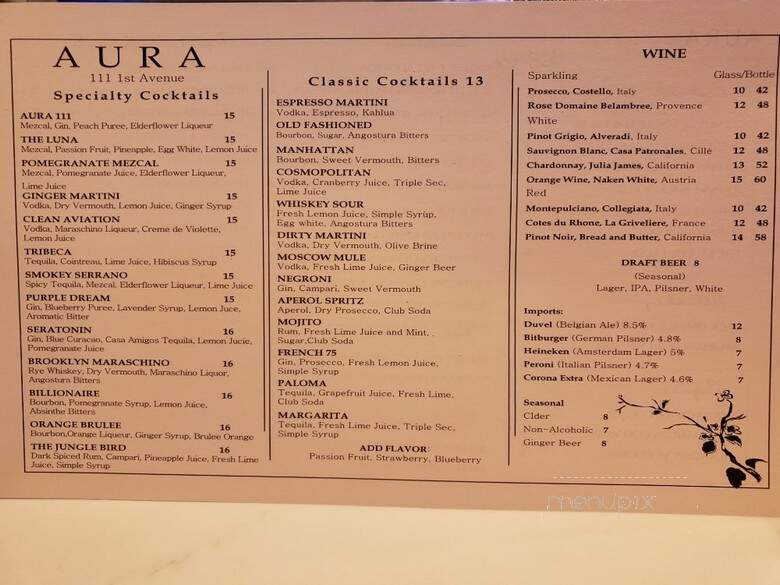 AURA
111 1st Avenue
Specialty Cocktails
AURA 111 15
Mezcal, Gin, Peach Puree, Elderflower Liqueur
THE LUNA 15
Mezcal, Passion Fruit, Pineapple, Egg White, Lemon Juice
POMEGRANATE MEZCAL 15
Mezcal, Pomegranate Juice, Elderflower Liqueur,
Lime Juice
GINGER MARTINI 15
Vodka, Dry Vermouth, Lemon Juice, Ginger Syrup
CLEAN AVIATION 15
Vodka, Maraschino Liqueur, Creme de Violette,
Lemon Juice
TRIBECA 15
Tequila, Cointreau, Lime Juice, Hibiscus Syrup
SMOKEY SERRANO 15
Spicy Tequila, Mezcal, Elderflower Liqueur, Lime Juice
PURPLE DREAM 15
Gin, Blueberry Puree, Lavender Syrup, Lemon Juce,
Aromatic Bitter
SERATONIN 16
Gin, Blue Curacao, Casa Amigos Tequila, Lemon Jucie,
Pomegranate Juice
BROOKLYN MARASCHINO 16
Rye Whiskey, Dry Vermouth, Maraschino Liquor,
Angostura Bitters
BILLIONAIRE 16
Bourbon, Pomegranate Syrup, Lemon Juice,
Absinthe Bitters
ORANGE BRULEE 16
Bourbon,Orange Liqueur, Ginger Syrup, Brulee Orange
THE JUNGLE BIRD 16
Dark Spiced Rum, Campari, Pineapple Juice, Fresh Lime
Juice, Simple Syrup
Classic Cocktails 13
ESPRESSO MARTINI
Vodka, Espresso, Kahlua
OLD FASHIONED
Bourbon, Sugar, Angostura Bitters
MANHATTAN
Bourbon, Sweet Vermouth, Bitters
COSMOPOLITAN
Vodka, Cranberry Juice, Triple Sec,
Lime Juice
WHISKEY SOUR
Fresh Lemon Juice, Simple Syrup,
Egg white, Angostura Bitters
DIRTY MARTINI
Vodka, Dry Vermouth, Olive Brine
MOSCOW MULE
Vodka, Fresh Lime Juice, Ginger Beer
NEGRONI
Gin, Campari, Sweet Vermouth
APEROL SPRITZ
Aperol, Dry Prosecco, Club Soda
MOJITO
Rum, Fresh Lime Juice and Mint,
Sugar,Club Soda
FRENCH 75
Gin, Prosecco, Fresh Lemon Juice,
Simple Syrup
PALOMA
Tequila, Grapefruit Juice, Fresh Lime,
Club Soda
MARGARITA
Tequila, Fresh Lime Juice, Triple Sec,
Simple Syrup
ADD FLAVOR:
Passion Fruit, Strawberry, Blueberry
WINE
Sparkling Glass/Bottle
Prosecco, Costello, Italy 10 42
Rose Domaine Belambree, Provence 12 48
White
Pinot Grigio, Alveradi, Italy 10 42
Sauvignon Blanc, Casa Patronales, Cille 12 48
Chardonnay, Julia James, California 13 52
Orange Wine, Naken White, Austria 15 60
Red
Montepulciano, Collegiata, Italy 10 42
Cotes du Rhone, La Griveliere, France 12 48
Pinot Noir, Bread and Butter, California 14 58
DRAFT BEER 8
(Seasonal)
Lager, IPA, Pilsner, White
Imports:
Duvel (Belgian Ale) 8.5% 12
Bitburger (German Pilsner) 4.8% 8
Heineken (Amsterdam Lager) 5% 7
Peroni (Italian Pilsner) 4.7% 7
Corona Extra (Mexican Lager) 4.6% 7
Seasonal
CIder 8
Non-Alcoholic 7
Ginger Beer 8
menupix